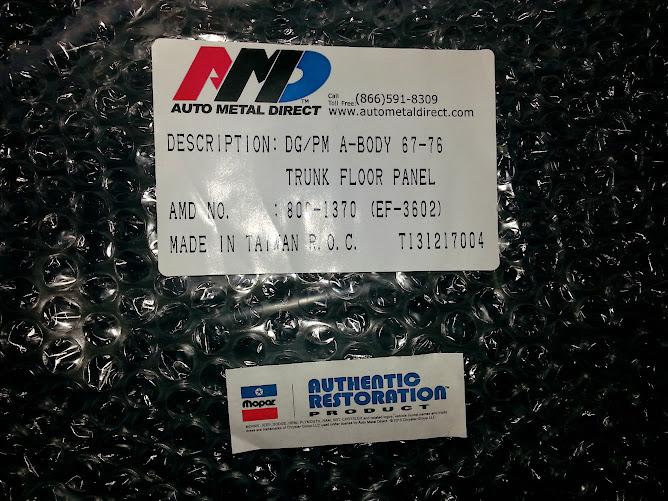 AMD
TM
AUTO METAL DIRECT
Call
Toll Free, (866)591-8309
www.autometaldirect.com
DESCRIPTION: DG/PM A-BODY 67-76
TRUNK FLOOR PANEL
AMD NO. : 800-1370 (EF-3602)
MADE IN TAIWAN R.O.C. T131217004
Mopar
AUTHENTIC
RESTORATION
PRODUCT